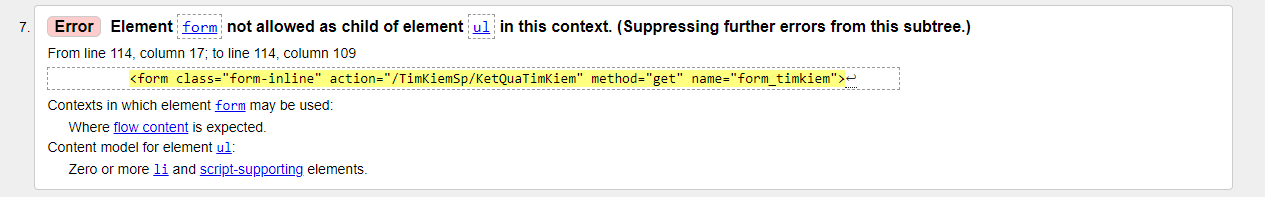 7. Error Element form not allowed as child of element ul in this context. (Suppressing further errors from this subtree.)
From line 114, column 17; to line 114, column 109
<form class="form-inline" action="/TimKiemSp/KetQuaTimKiem" method="get" name="form_timkiem">↩
Contexts in which element form may be used:
Where flow content is expected.
Content model for element ul:
Zero or more li and script-supporting elements.